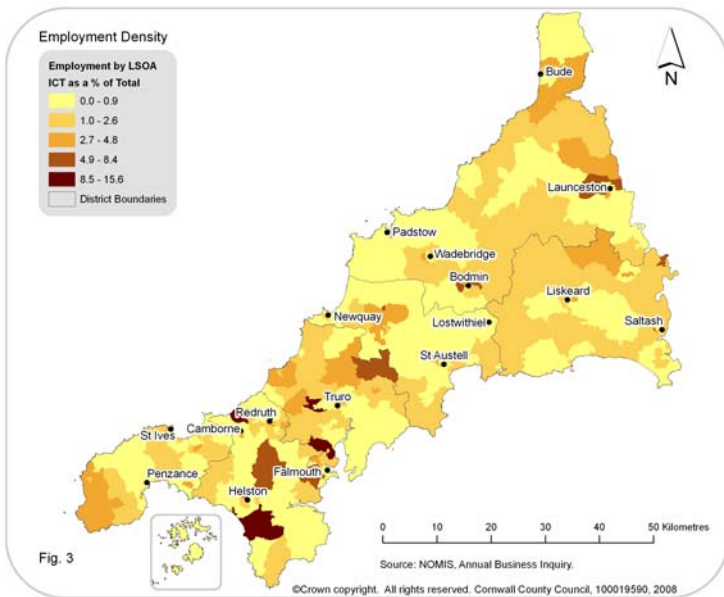 Employment Density
Employment by LSOA
ICT as a % of Total
0.0 - 0.9
1.0 - 2.6
2.7 - 4.8
4.9 - 8.4
8.5 - 15.6
District Boundaries
N
Bude
Launceston
Padstow
Wadebridge
Bodmin
Liskeard
Newquay
Lostwithiel
Saltash
St Austell
Truro
Redruth
Camborne
St Ives
Penzance
Falmouth
Helston
0 10 20 30 40 50 Kilometres
Fig. 3
Source: NOMIS, Annual Business Inquiry.
©Crown copyright. All rights reserved. Cornwall County Council, 100019590, 2008